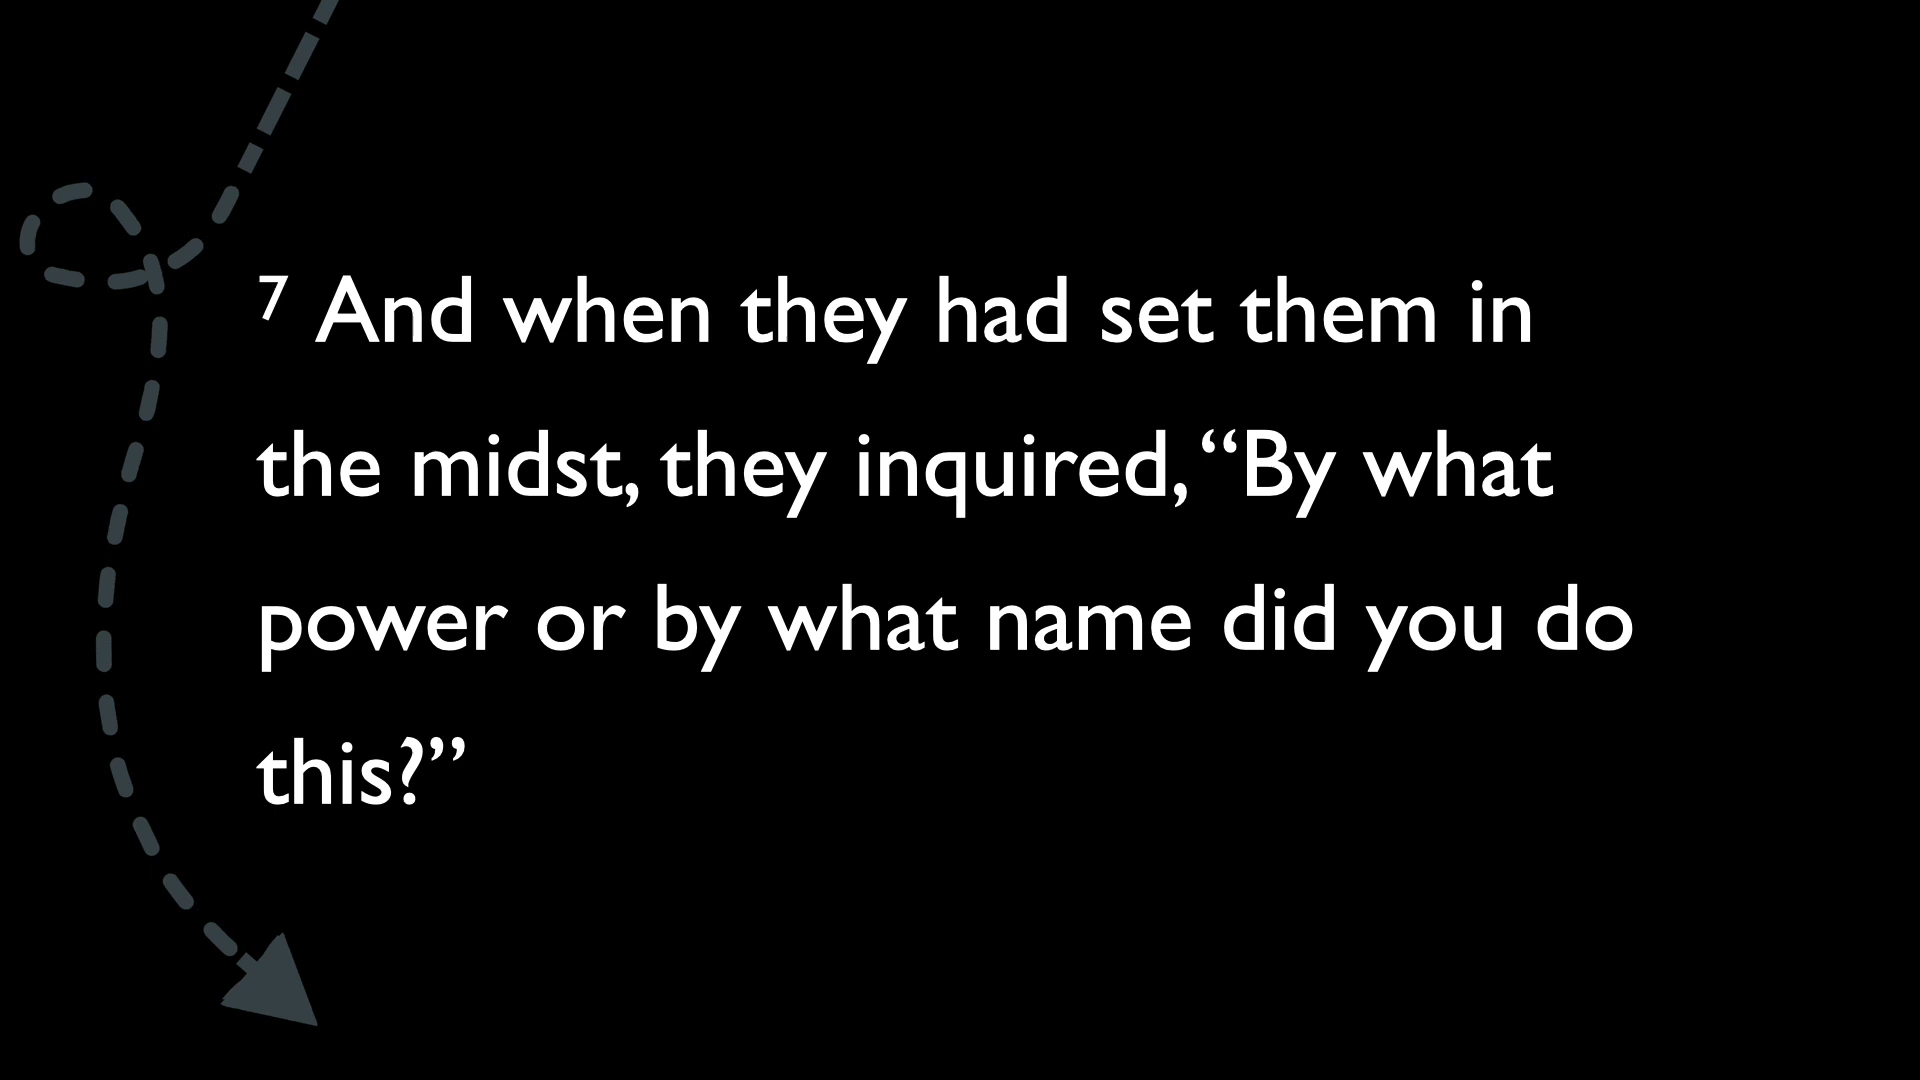 ⁷ And when they had set them in
the midst, they inquired, “By what
power or by what name did you do
this?”